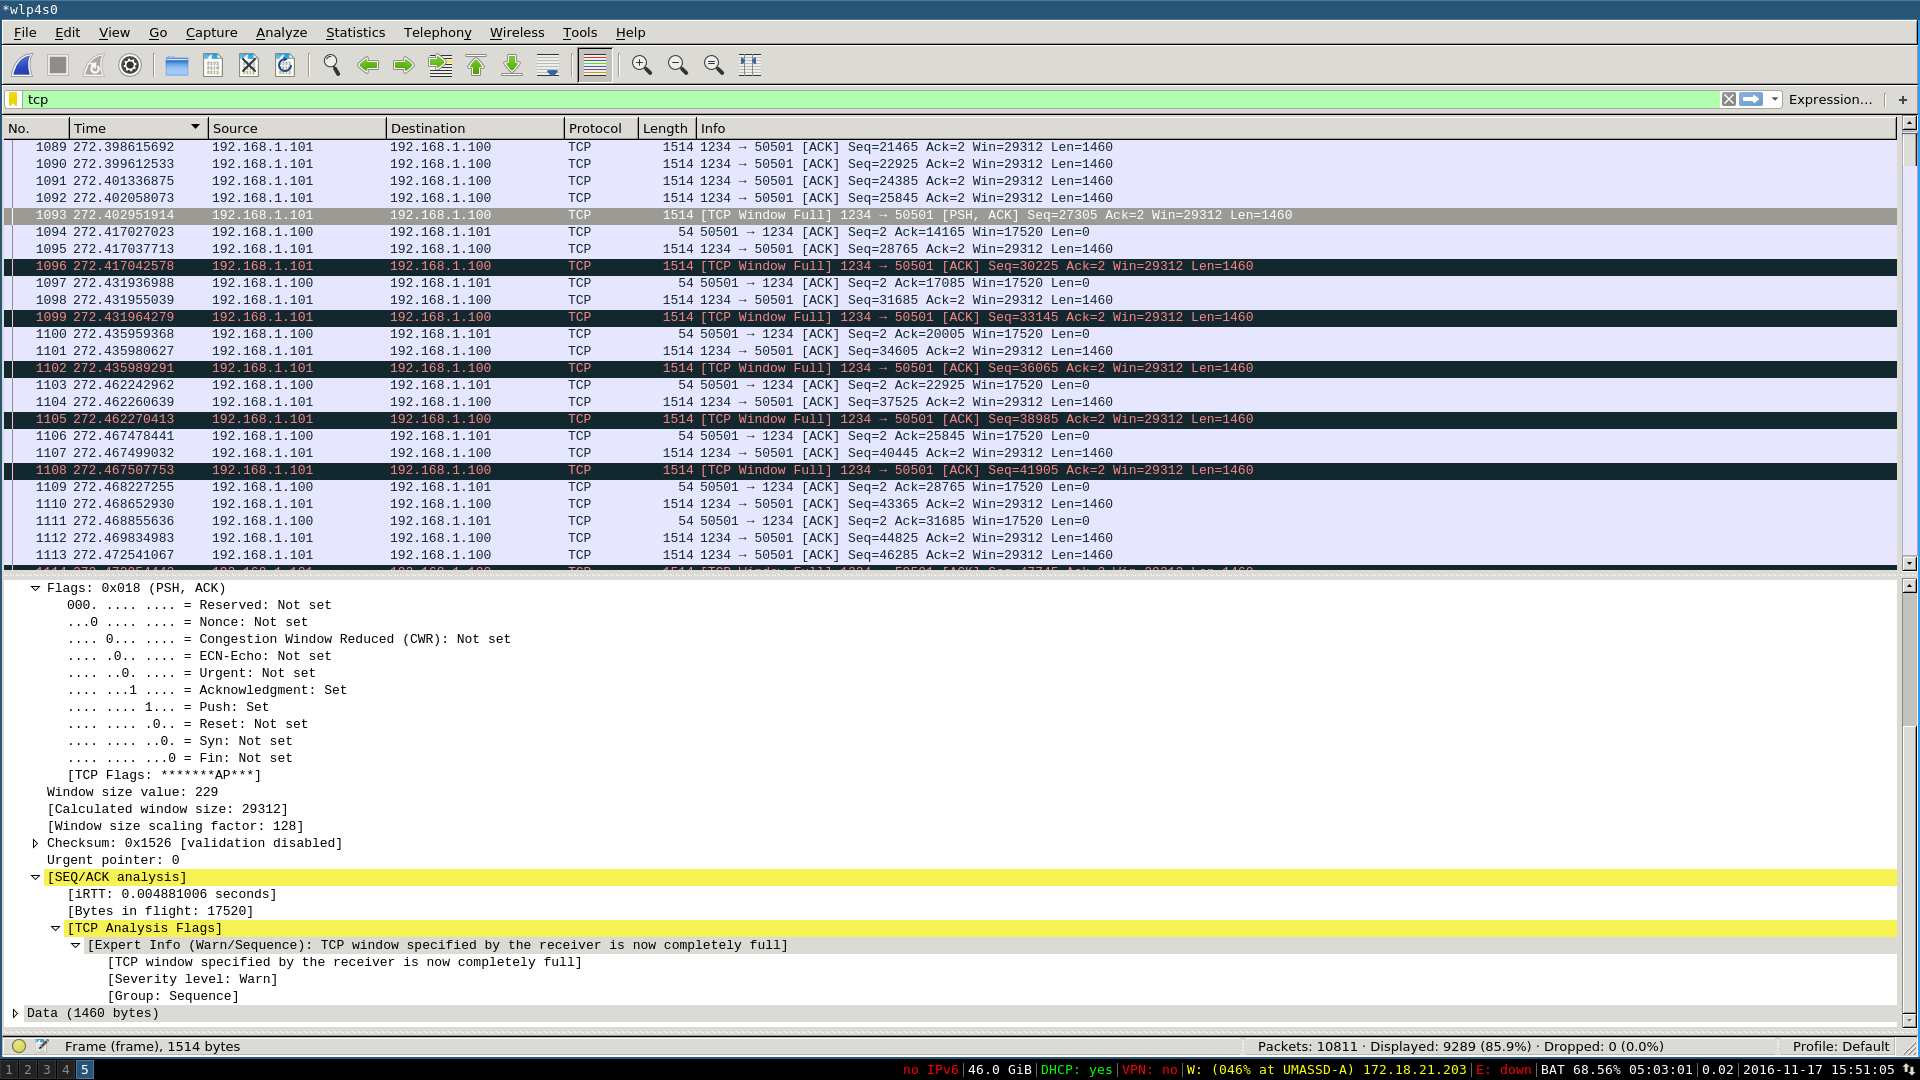 *wlp4s0
File Edit View Go Capture Analyze Statistics Telephony Wireless Tools Help
tcp Expression… +
No. Time Source Destination Protocol Length Info
1089 272.398615692 192.168.1.101 192.168.1.100 TCP 1514 1234 → 50501 [ACK] Seq=21465 Ack=2 Win=29312 Len=1460
1090 272.399612533 192.168.1.101 192.168.1.100 TCP 1514 1234 → 50501 [ACK] Seq=22925 Ack=2 Win=29312 Len=1460
1091 272.401336875 192.168.1.101 192.168.1.100 TCP 1514 1234 → 50501 [ACK] Seq=24385 Ack=2 Win=29312 Len=1460
1092 272.402058073 192.168.1.101 192.168.1.100 TCP 1514 1234 → 50501 [ACK] Seq=25845 Ack=2 Win=29312 Len=1460
1093 272.402951914 192.168.1.101 192.168.1.100 TCP 1514 [TCP Window Full] 1234 → 50501 [PSH, ACK] Seq=27305 Ack=2 Win=29312 Len=1460
1094 272.417027023 192.168.1.100 192.168.1.101 TCP 54 50501 → 1234 [ACK] Seq=2 Ack=14165 Win=17520 Len=0
1095 272.417037713 192.168.1.101 192.168.1.100 TCP 1514 1234 → 50501 [ACK] Seq=28765 Ack=2 Win=29312 Len=1460
1096 272.417042578 192.168.1.101 192.168.1.100 TCP 1514 [TCP Window Full] 1234 → 50501 [ACK] Seq=30225 Ack=2 Win=29312 Len=1460
1097 272.431936988 192.168.1.100 192.168.1.101 TCP 54 50501 → 1234 [ACK] Seq=2 Ack=17085 Win=17520 Len=0
1098 272.431955039 192.168.1.101 192.168.1.100 TCP 1514 1234 → 50501 [ACK] Seq=31685 Ack=2 Win=29312 Len=1460
1099 272.431964279 192.168.1.101 192.168.1.100 TCP 1514 [TCP Window Full] 1234 → 50501 [ACK] Seq=33145 Ack=2 Win=29312 Len=1460
1100 272.435959368 192.168.1.100 192.168.1.101 TCP 54 50501 → 1234 [ACK] Seq=2 Ack=20005 Win=17520 Len=0
1101 272.435980627 192.168.1.101 192.168.1.100 TCP 1514 1234 → 50501 [ACK] Seq=34605 Ack=2 Win=29312 Len=1460
1102 272.435989291 192.168.1.101 192.168.1.100 TCP 1514 [TCP Window Full] 1234 → 50501 [ACK] Seq=36065 Ack=2 Win=29312 Len=1460
1103 272.462242962 192.168.1.100 192.168.1.101 TCP 54 50501 → 1234 [ACK] Seq=2 Ack=22925 Win=17520 Len=0
1104 272.462260639 192.168.1.101 192.168.1.100 TCP 1514 1234 → 50501 [ACK] Seq=37525 Ack=2 Win=29312 Len=1460
1105 272.462270413 192.168.1.101 192.168.1.100 TCP 1514 [TCP Window Full] 1234 → 50501 [ACK] Seq=38985 Ack=2 Win=29312 Len=1460
1106 272.467478441 192.168.1.100 192.168.1.101 TCP 54 50501 → 1234 [ACK] Seq=2 Ack=25845 Win=17520 Len=0
1107 272.467499032 192.168.1.101 192.168.1.100 TCP 1514 1234 → 50501 [ACK] Seq=40445 Ack=2 Win=29312 Len=1460
1108 272.467507753 192.168.1.101 192.168.1.100 TCP 1514 [TCP Window Full] 1234 → 50501 [ACK] Seq=41905 Ack=2 Win=29312 Len=1460
1109 272.468227255 192.168.1.100 192.168.1.101 TCP 54 50501 → 1234 [ACK] Seq=2 Ack=28765 Win=17520 Len=0
1110 272.468652930 192.168.1.101 192.168.1.100 TCP 1514 1234 → 50501 [ACK] Seq=43365 Ack=2 Win=29312 Len=1460
1111 272.468855636 192.168.1.100 192.168.1.101 TCP 54 50501 → 1234 [ACK] Seq=2 Ack=31685 Win=17520 Len=0
1112 272.469834983 192.168.1.101 192.168.1.100 TCP 1514 1234 → 50501 [ACK] Seq=44825 Ack=2 Win=29312 Len=1460
1113 272.472541067 192.168.1.101 192.168.1.100 TCP 1514 1234 → 50501 [ACK] Seq=46285 Ack=2 Win=29312 Len=1460
Flags: 0x018 (PSH, ACK)
000. .... .... = Reserved: Not set
...0 .... .... = Nonce: Not set
.... 0... .... = Congestion Window Reduced (CWR): Not set
.... .0.. .... = ECN-Echo: Not set
.... ..0. .... = Urgent: Not set
.... ...1 .... = Acknowledgment: Set
.... .... 1... = Push: Set
.... .... .0.. = Reset: Not set
.... .... ..0. = Syn: Not set
.... .... ...0 = Fin: Not set
[TCP Flags: *******AP***]
Window size value: 229
[Calculated window size: 29312]
[Window size scaling factor: 128]
Checksum: 0x1526 [validation disabled]
Urgent pointer: 0
[SEQ/ACK analysis]
[iRTT: 0.004881006 seconds]
[Bytes in flight: 17520]
[TCP Analysis Flags]
[Expert Info (Warn/Sequence): TCP window specified by the receiver is now completely full]
[TCP window specified by the receiver is now completely full]
[Severity level: Warn]
[Group: Sequence]
Data (1460 bytes)
Frame (frame), 1514 bytes Packets: 10811 · Displayed: 9289 (85.9%) · Dropped: 0 (0.0%) Profile: Default
1 2 3 4 5 no IPv6|46.0 GiB|DHCP: yes|VPN: no|W: (046% at UMASSD-A) 172.18.21.203|E: down|BAT 68.56% 05:03:01|0.02|2016-11-17 15:51:05